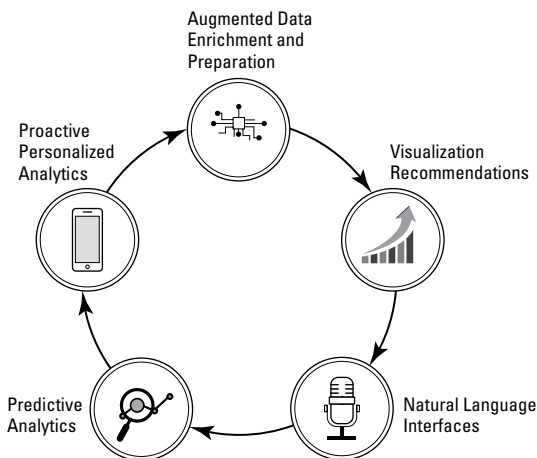 Augmented Data
Enrichment and
Preparation
Visualization
Recommendations
Natural Language
Interfaces
Predictive
Analytics
Proactive
Personalized
Analytics